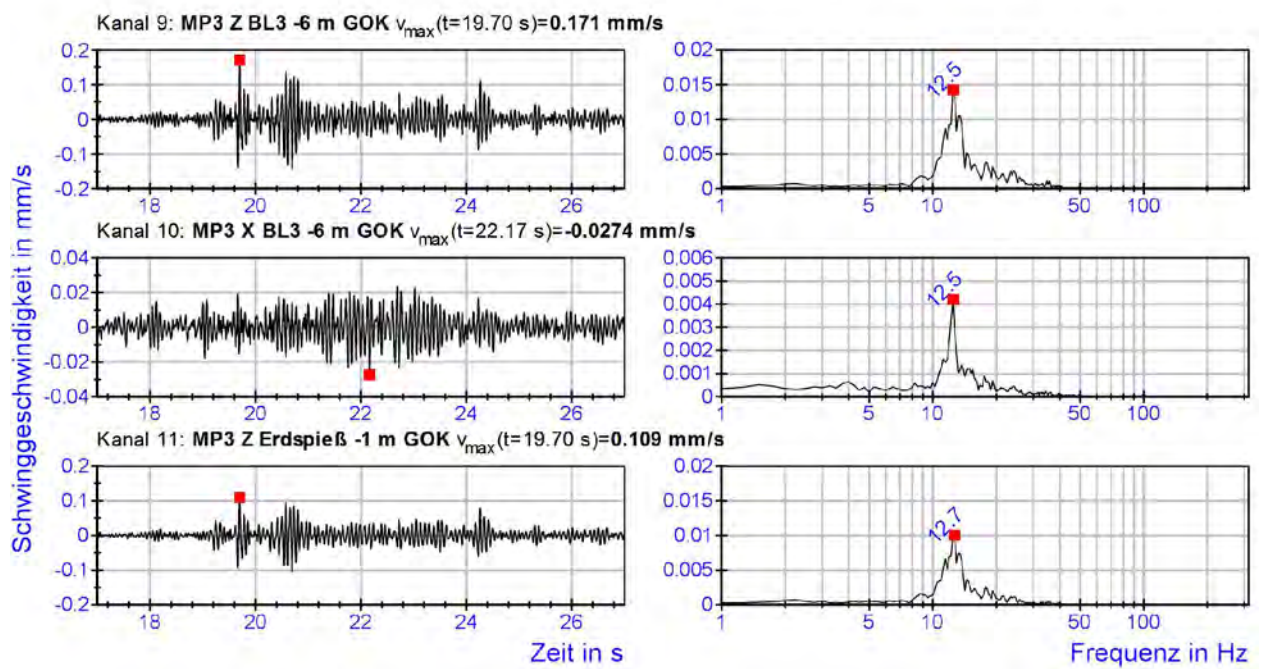 Kanal 9: MP3 Z BL3 -6 m GOK vmax(t=19.70 s)=0.171 mm/s
0.2
0.1
0
-0.1
-0.2
18 20 22 24 26
0.02
0.015
0.01
0.005
0
12.5
1 5 10 50 100
Kanal 10: MP3 X BL3 -6 m GOK vmax(t=22.17 s)=-0.0274 mm/s
0.04
0.02
0
-0.02
-0.04
18 20 22 24 26
0.006
0.005
0.004
0.003
0.002
0.001
0
12.5
1 5 10 50 100
Kanal 11: MP3 Z Erdspieß -1 m GOK vmax(t=19.70 s)=0.109 mm/s
0.2
0.1
0
-0.1
-0.2
18 20 22 24 26
0.02
0.015
0.01
0.005
0
12.7
1 5 10 50 100
Schwinggeschwindigkeit in mm/s
Zeit in s
Frequenz in Hz